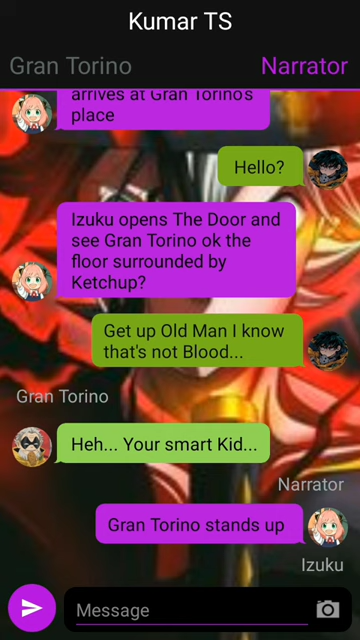 Kumar TS
Gran Torino
Narrator
arrives at Gran Torino's
place
Hello?
Izuku opens The Door and
see Gran Torino ok the
floor surrounded by
Ketchup?
Get up Old Man I know
that's not Blood...
Gran Torino
Heh... Your smart Kid...
Narrator
Gran Torino stands up
Izuku
Message